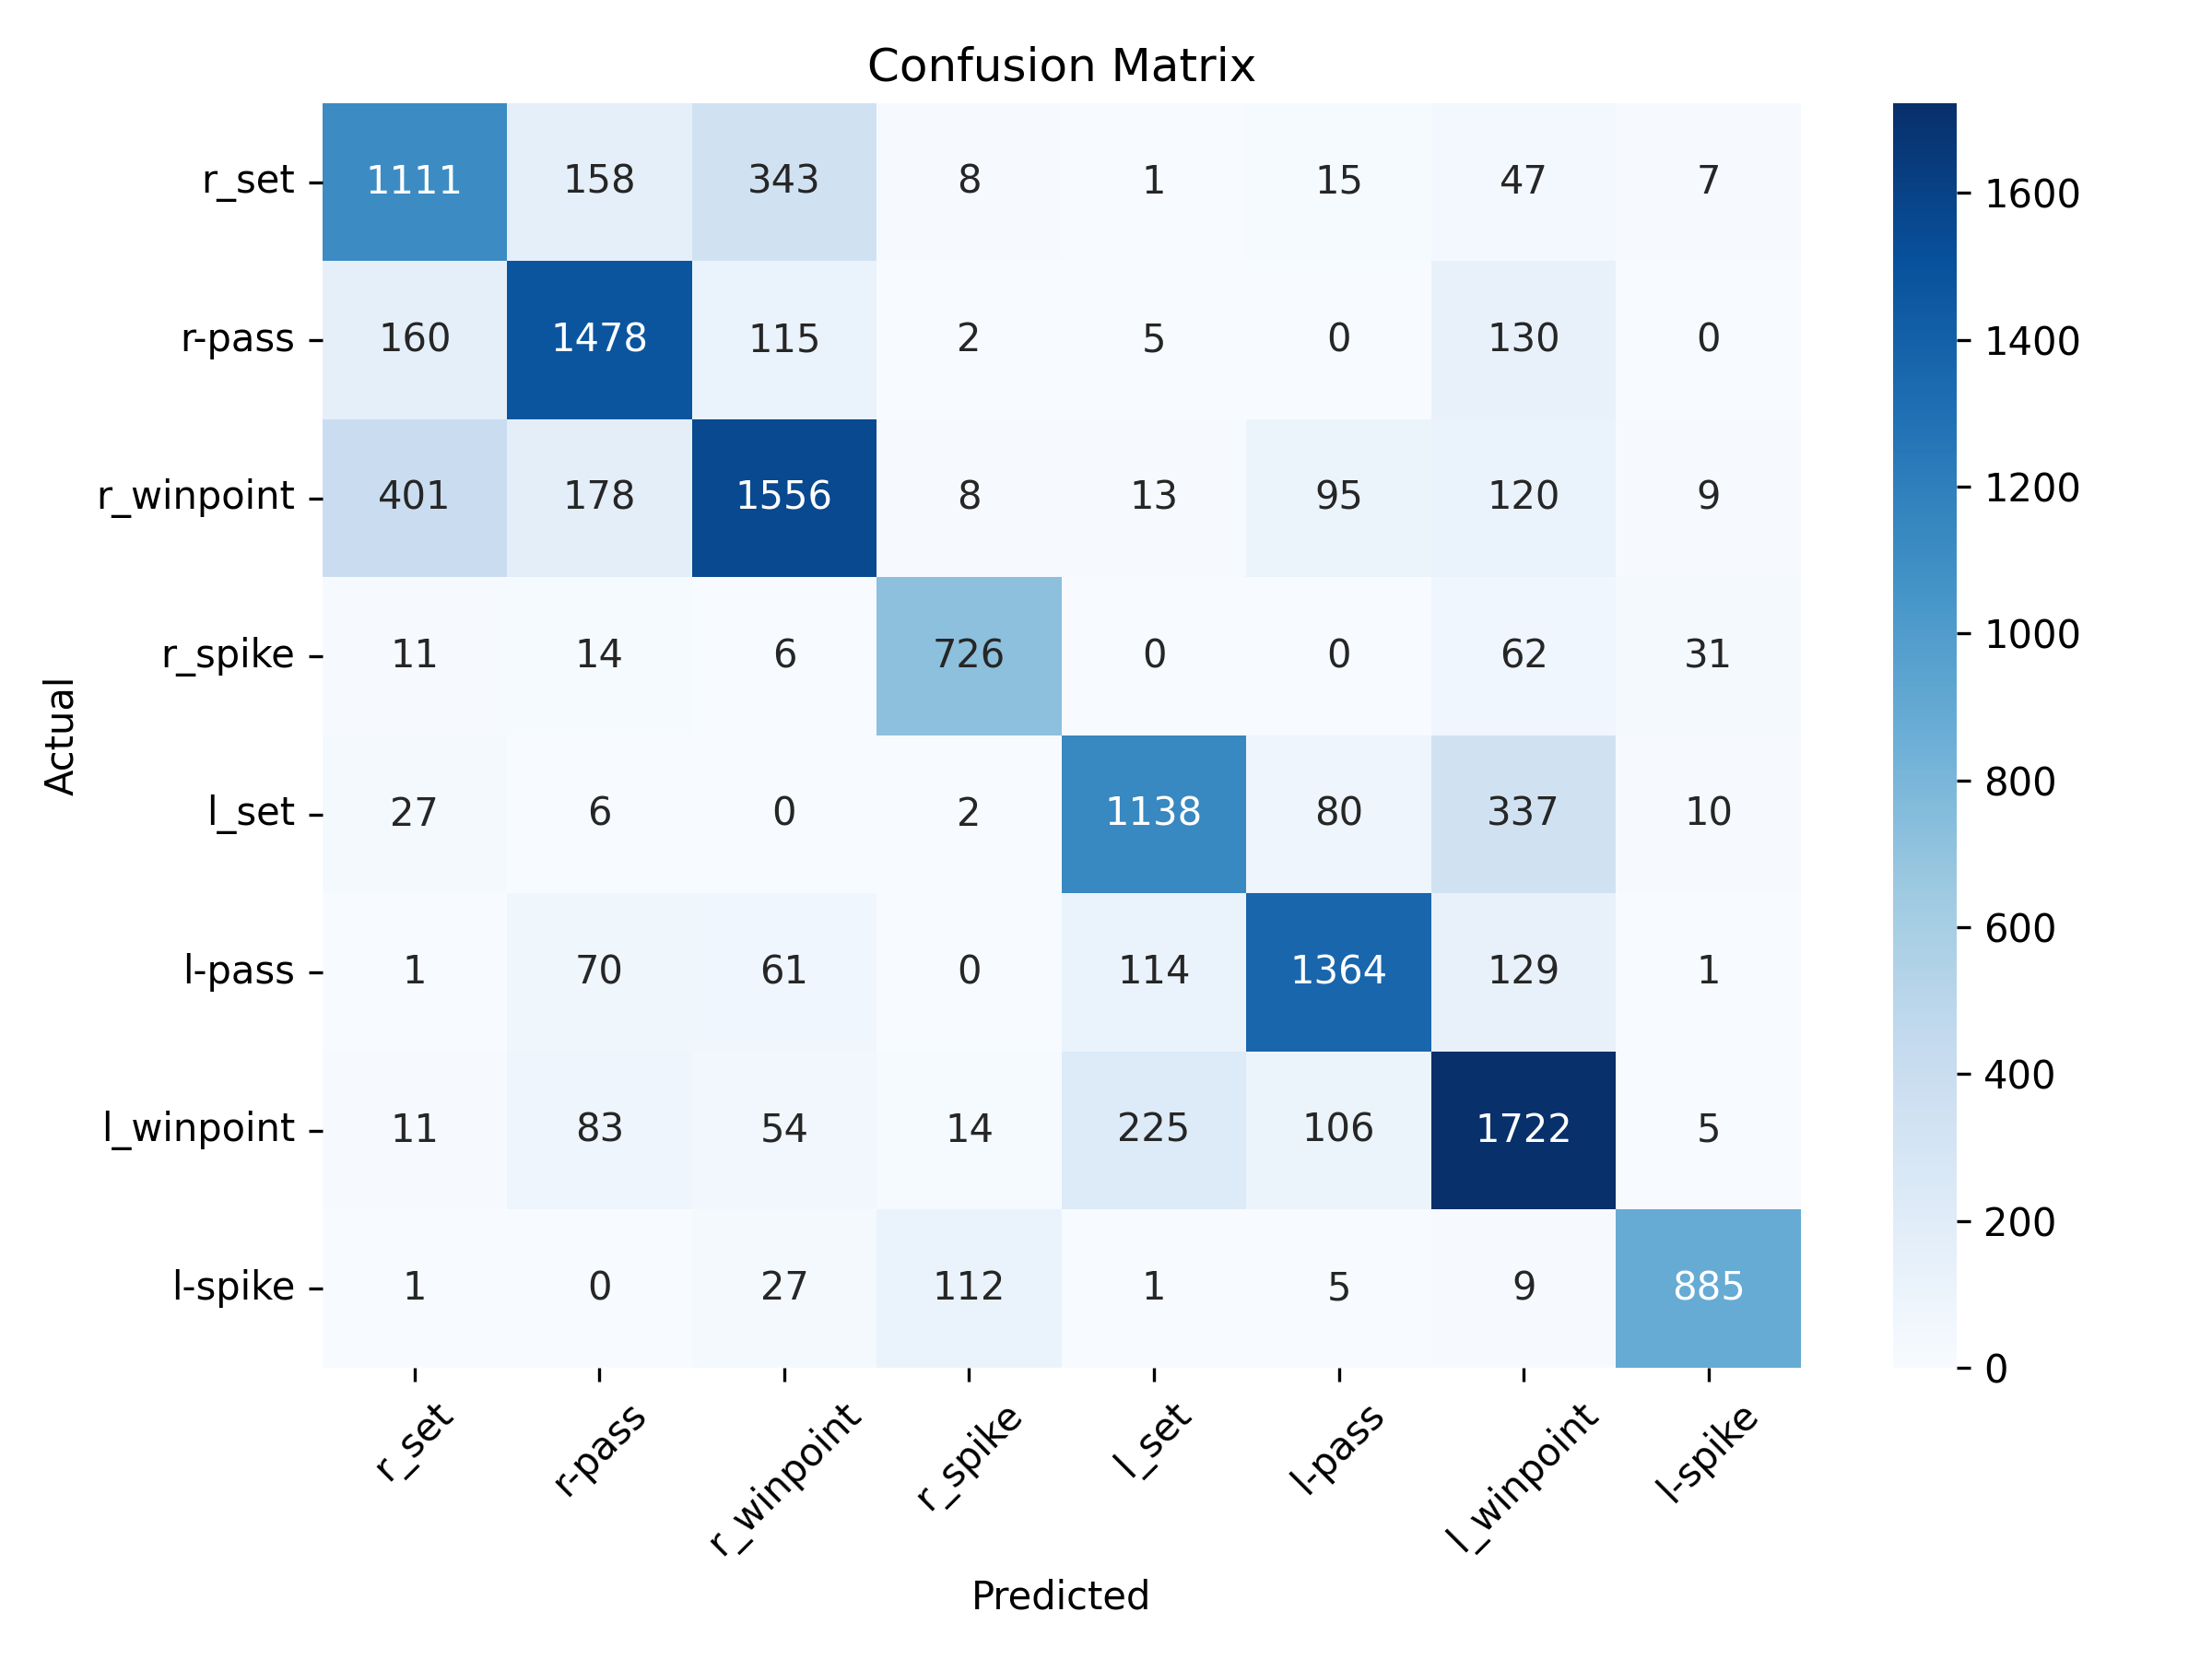 Confusion Matrix
r_set 1111 158 343 8 1 15 47 7
r-pass 160 1478 115 2 5 0 130 0
r_winpoint 401 178 1556 8 13 95 120 9
r_spike 11 14 6 726 0 0 62 31
l_set 27 6 0 2 1138 80 337 10
l-pass 1 70 61 0 114 1364 129 1
l_winpoint 11 83 54 14 225 106 1722 5
l-spike 1 0 27 112 1 5 9 885
Actual
r_set r-pass r_winpoint r_spike l_set l-pass l_winpoint l-spike
Predicted
1600
1400
1200
1000
800
600
400
200
0